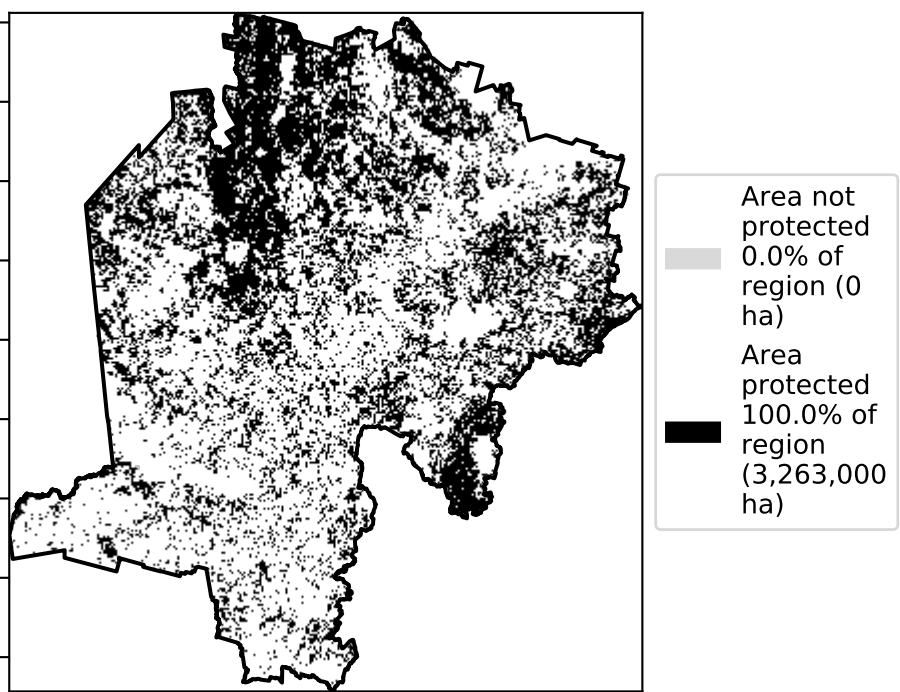 Area not
protected
0.0% of
region (0
ha)
Area
protected
100.0% of
region
(3,263,000
ha)